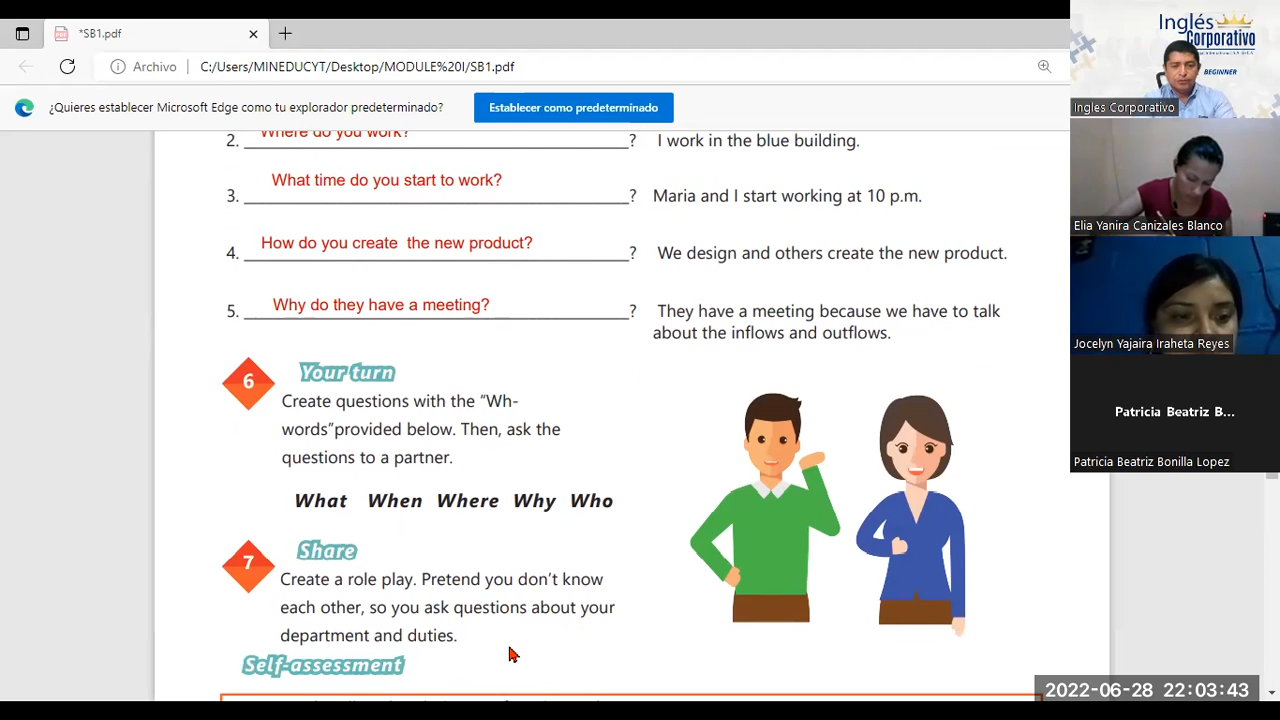 *SB1.pdf
Archivo
C:/Users/MINEDUCYT/Desktop/MODULE%20I/SB1.pdf
¿Quieres establecer Microsoft Edge como tu explorador predeterminado?
Establecer como predeterminado
Where do you work?
2. ? I work in the blue building.
What time do you start to work?
3. ? Maria and I start working at 10 p.m.
How do you create the new product?
4. ? We design and others create the new product.
Why do they have a meeting?
5. ? They have a meeting because we have to talk
about the inflows and outflows.
6 Your turn
Create questions with the “Wh-
words”provided below. Then, ask the
questions to a partner.
What When Where Why Who
7 Share
Create a role play. Pretend you don’t know
each other, so you ask questions about your
department and duties.
Self-assessment
Inglés
Corporativo
BEGINNER
Ingles Corporativo
Elia Yanira Canizales Blanco
Jocelyn Yajaira Iraheta Reyes
Patricia Beatriz B...
Patricia Beatriz Bonilla Lopez
2022-06-28 22:03:43